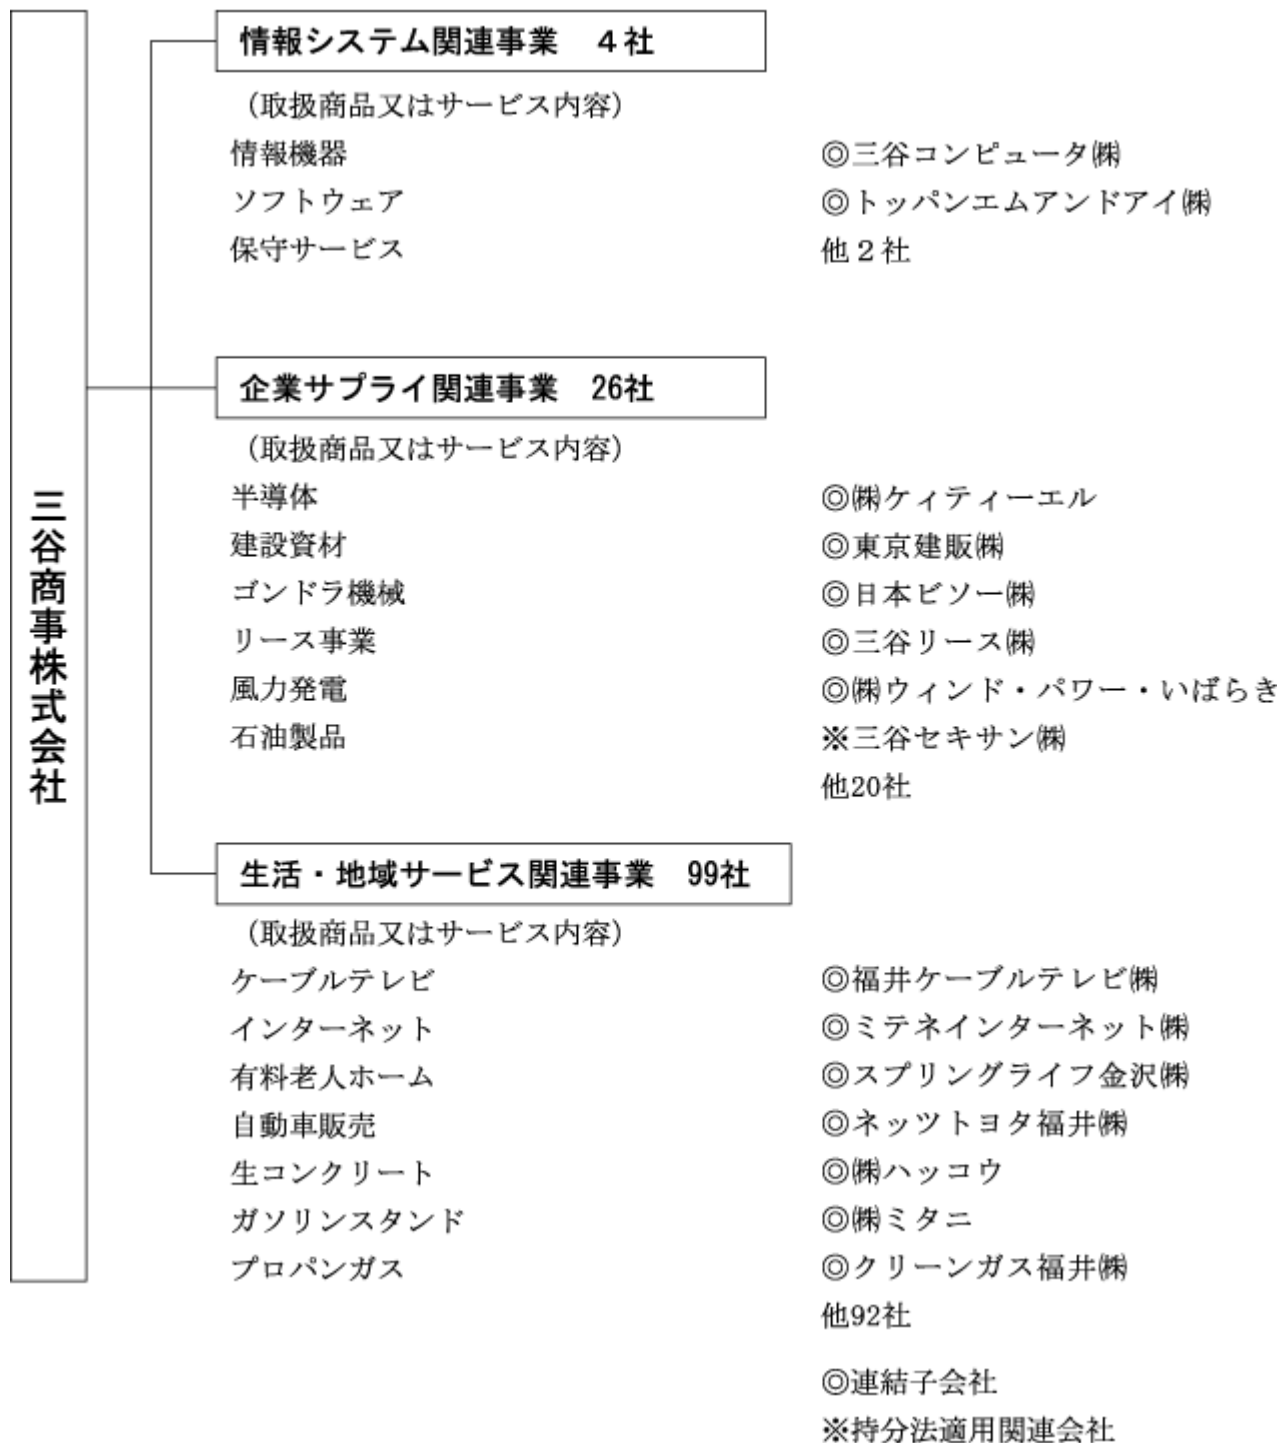 三谷商事株式会社
情報システム関連事業　４社
（取扱商品又はサービス内容）
情報機器　◎三谷コンピュータ㈱
ソフトウェア　◎トッパンエムアンドアイ㈱
保守サービス　他２社
企業サプライ関連事業　26社
（取扱商品又はサービス内容）
半導体　◎㈱ケィティーエル
建設資材　◎東京建販㈱
ゴンドラ機械　◎日本ビソー㈱
リース事業　◎三谷リース㈱
風力発電　◎㈱ウィンド・パワー・いばらき
石油製品　※三谷セキサン㈱
他20社
生活・地域サービス関連事業　99社
（取扱商品又はサービス内容）
ケーブルテレビ　◎福井ケーブルテレビ㈱
インターネット　◎ミテネインターネット㈱
有料老人ホーム　◎スプリングライフ金沢㈱
自動車販売　◎ネッツトヨタ福井㈱
生コンクリート　◎㈱ハッコウ
ガソリンスタンド　◎㈱ミタニ
プロパンガス　◎クリーンガス福井㈱
他92社
◎連結子会社
※持分法適用関連会社